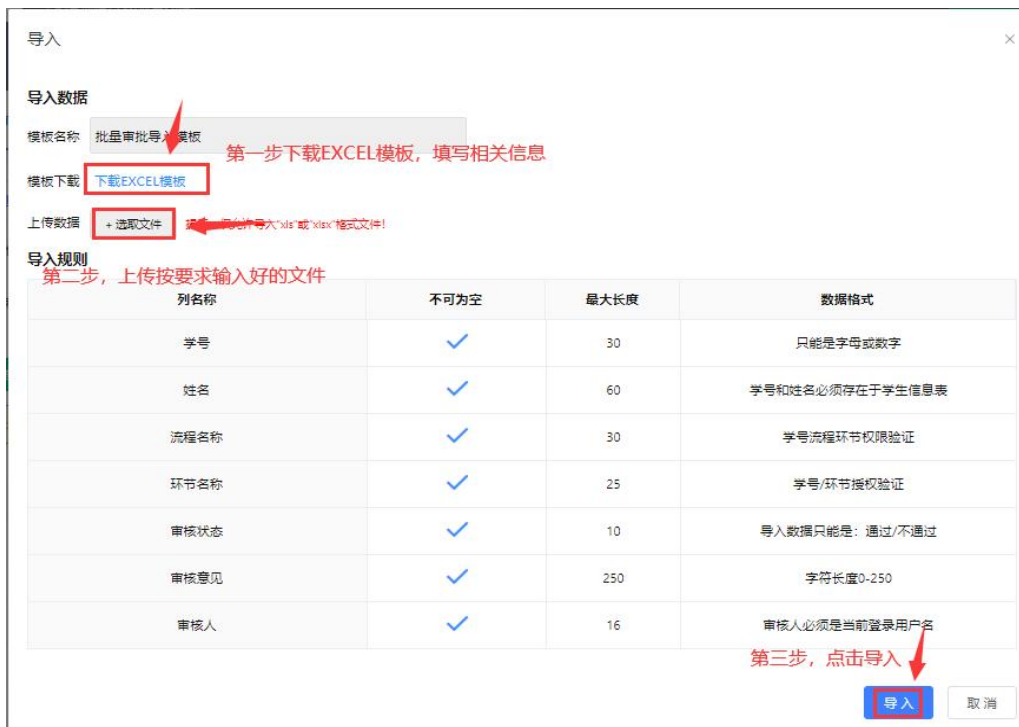 导入
导入数据
模板名称 批量审批导入模板
第一步下载EXCEL模板，填写相关信息
模板下载 下载EXCEL模板
上传数据 +选取文件 仅允许导入"xls"或"xlsx"格式文件!
导入规则
第二步，上传按要求输入好的文件
列名称 不可为空 最大长度 数据格式
学号 30 只能是字母或数字
姓名 60 学号和姓名必须存在于学生信息表
流程名称 30 学号流程环节权限验证
环节名称 25 学号/环节授权验证
审核状态 10 导入数据只能是：通过/不通过
审核意见 250 字符长度0-250
审核人 16 审核人必须是当前登录用户名
第三步，点击导入
导入 取消